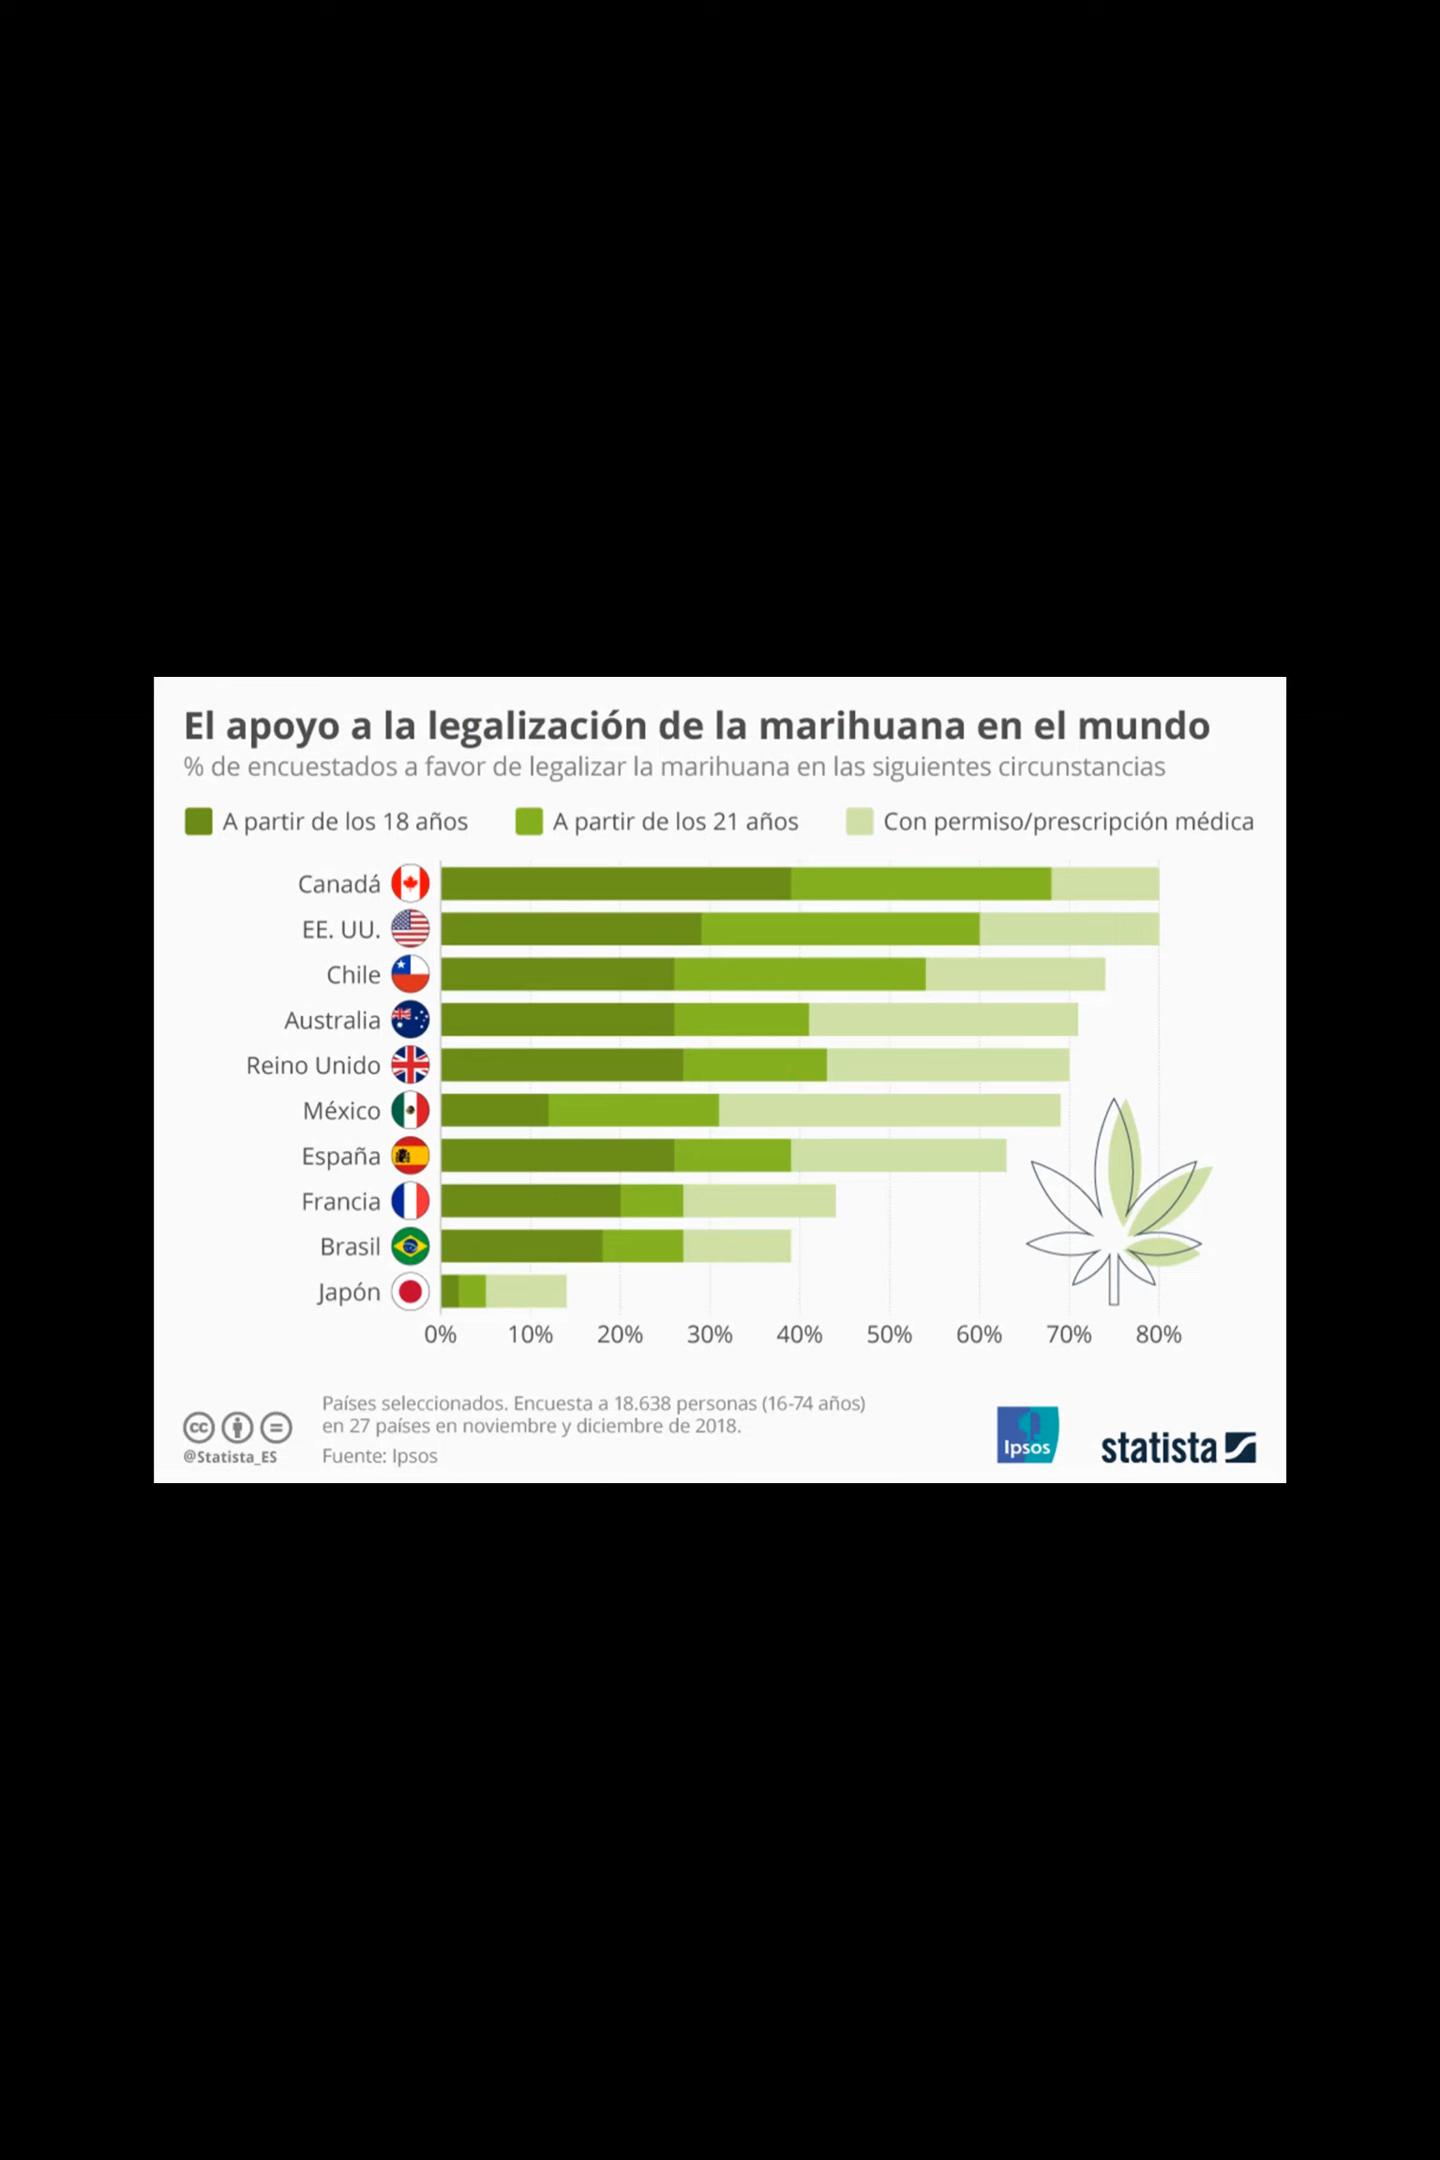 El apoyo a la legalización de la marihuana en el mundo
% de encuestados a favor de legalizar la marihuana en las siguientes circunstancias
A partir de los 18 años A partir de los 21 años Con permiso/prescripción médica
Canadá
EE. UU.
Chile
Australia
Reino Unido
México
España
Francia
Brasil
Japón
0% 10% 20% 30% 40% 50% 60% 70% 80%
Países seleccionados. Encuesta a 18.638 personas (16-74 años)
en 27 países en noviembre y diciembre de 2018.
Fuente: Ipsos
cc
@Statista_ES
Ipsos
statista